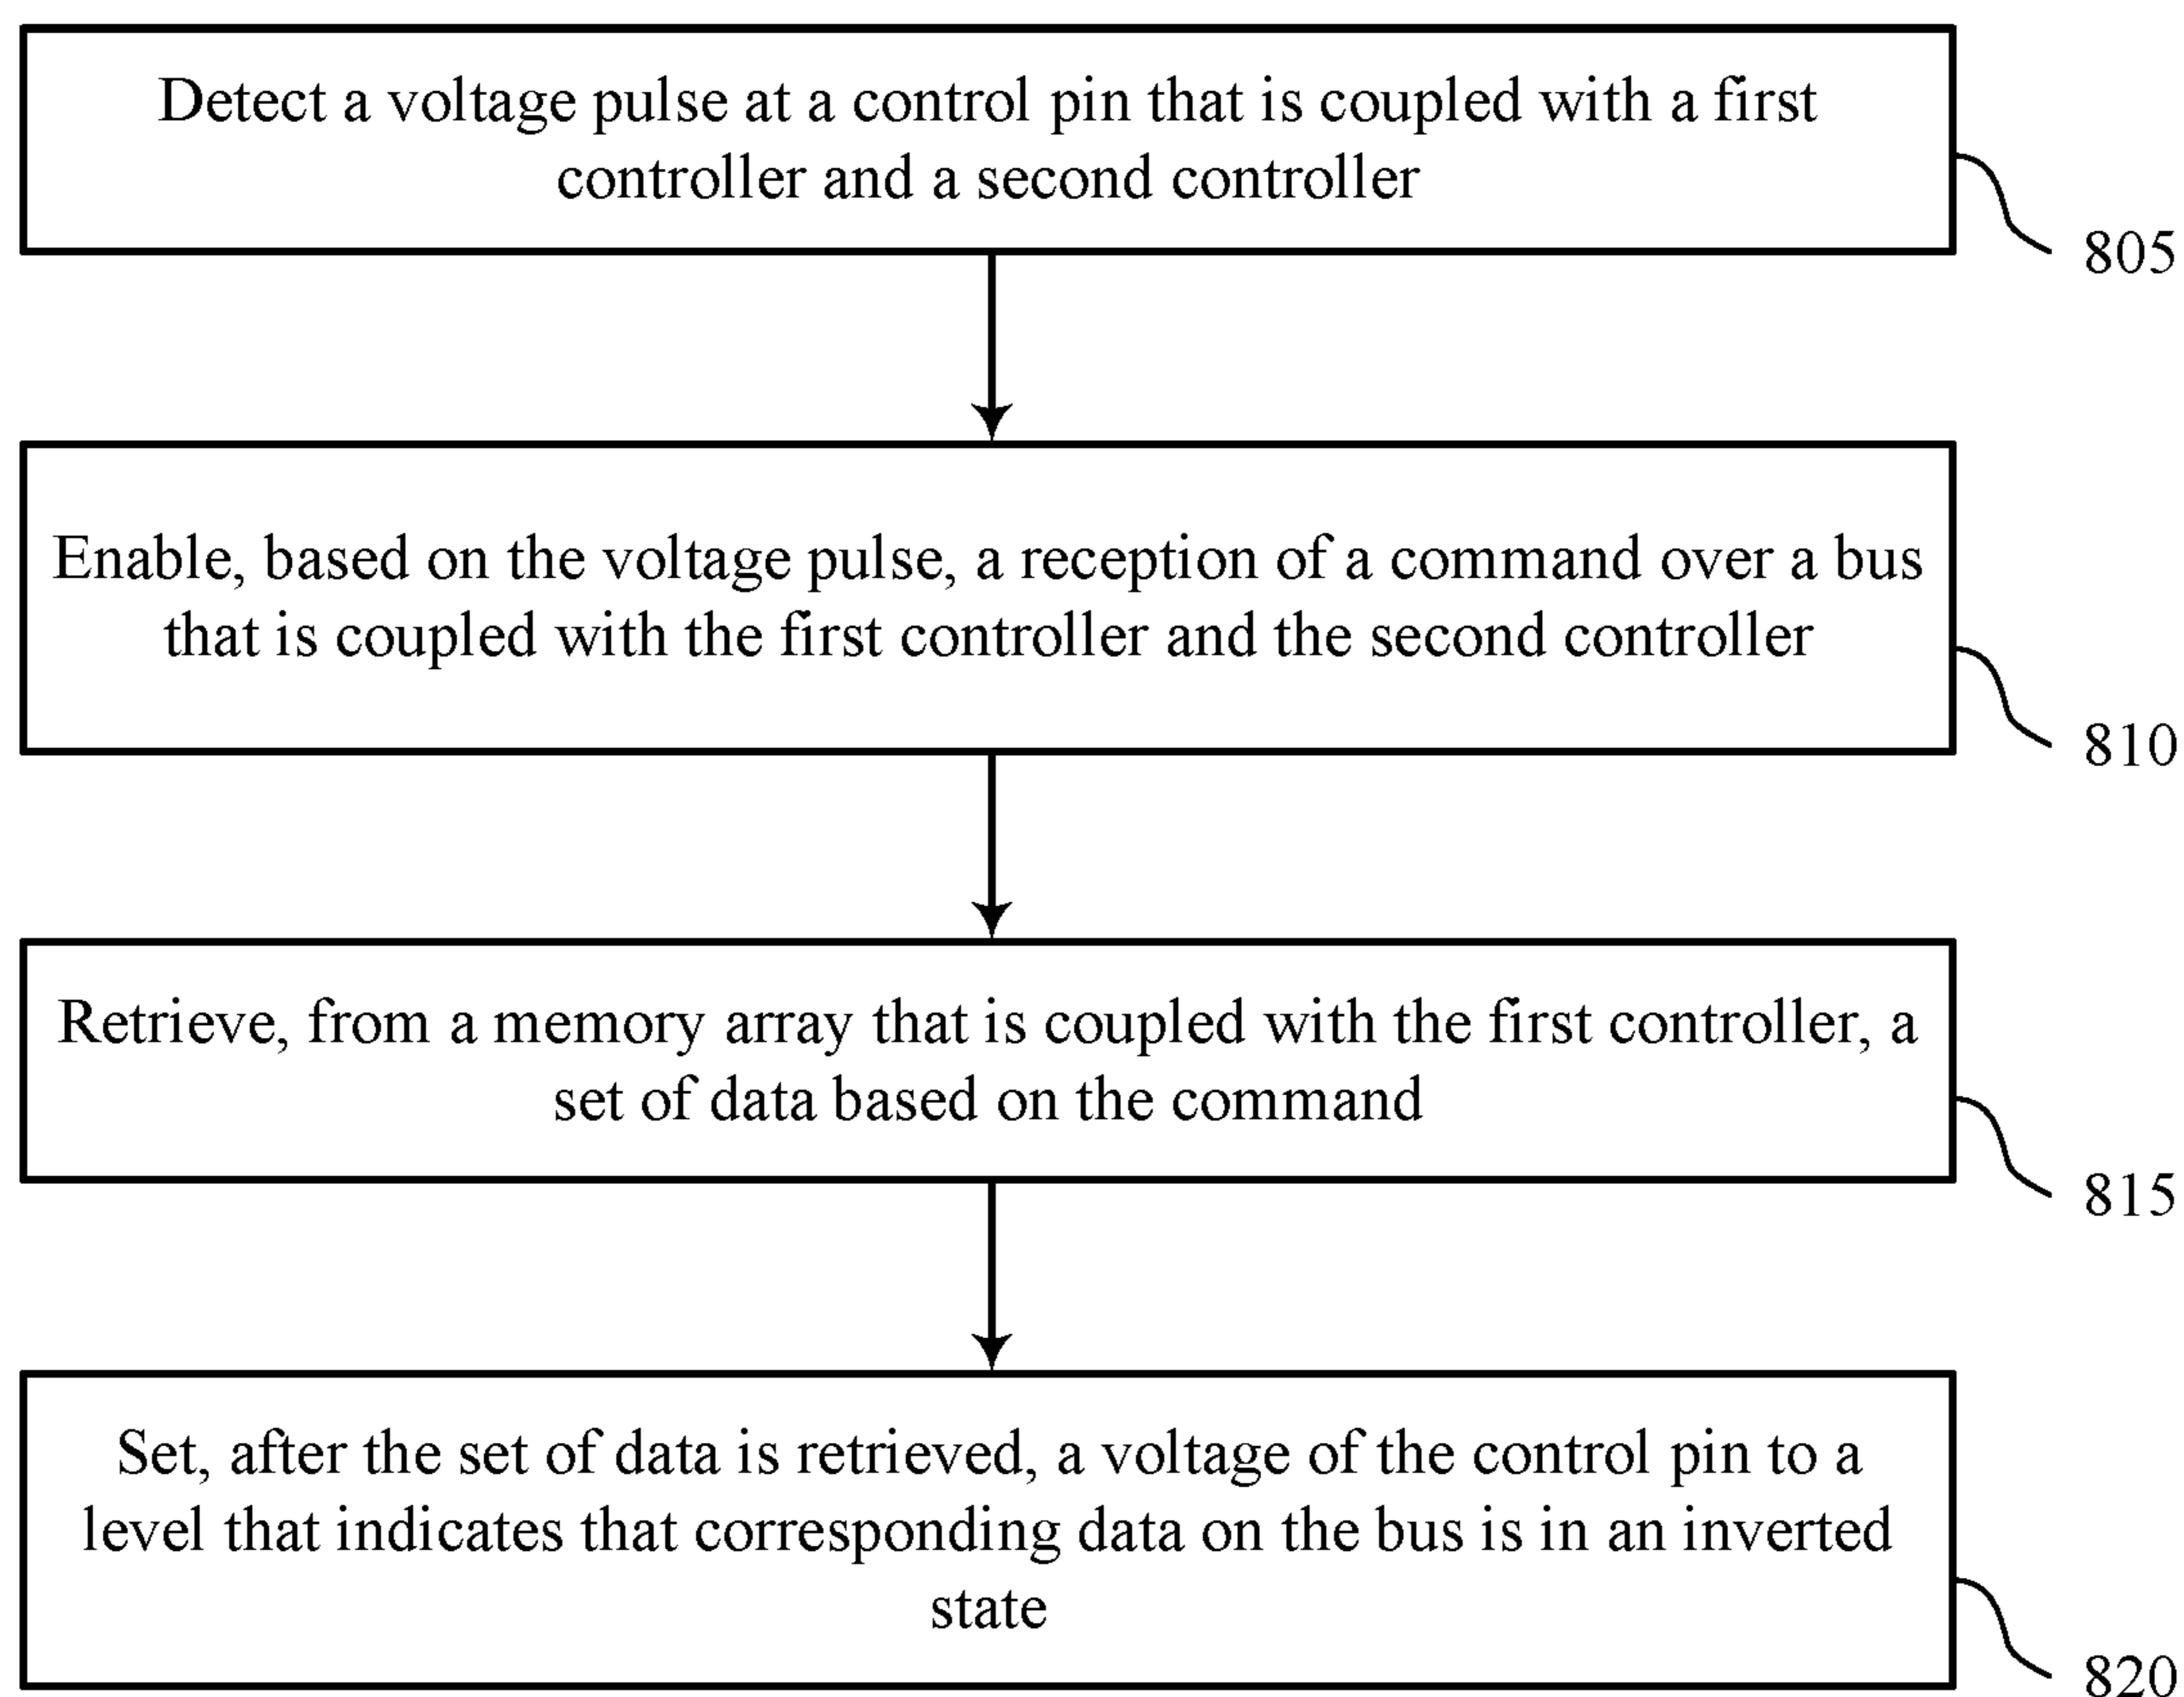 Detect a voltage pulse at a control pin that is coupled with a first
controller and a second controller
805
Enable, based on the voltage pulse, a reception of a command over a bus
that is coupled with the first controller and the second controller
810
Retrieve, from a memory array that is coupled with the first controller, a
set of data based on the command
815
Set, after the set of data is retrieved, a voltage of the control pin to a
level that indicates that corresponding data on the bus is in an inverted
state
820